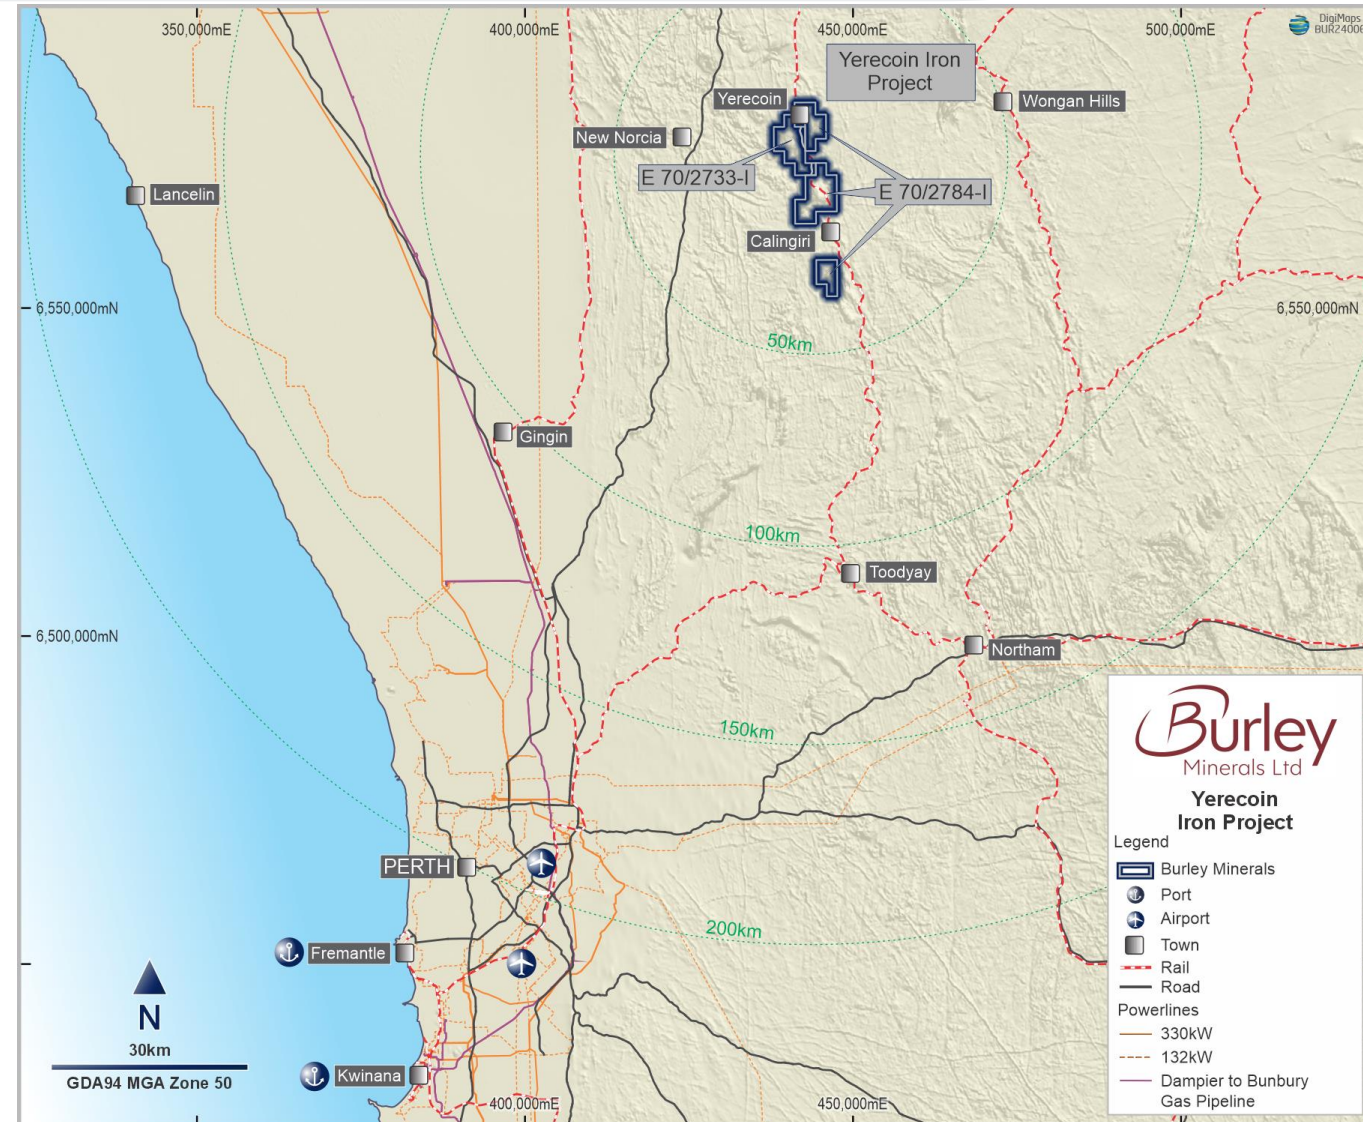 350,000mE
400,000mE
450,000mE
500,000mE
DigiMaps
Yerecoin Iron
Project
Yerecoin
Wongan Hills
New Norcia
E 70/2733-I
E 70/2784-I
Lancelin
Calingiri
6,550,000mN
6,550,000mN
50km
Gingin
100km
Toodyay
6,500,000mN
Northam
150km
PERTH
200km
Fremantle
N
30km
GDA94 MGA Zone 50
Kwinana
400,000mE
450,000mE
Burley
Minerals Ltd
Yerecoin
Iron Project
Legend
Burley Minerals
Port
Airport
Town
Rail
Road
Powerlines
330kW
132kW
Dampier to Bunbury
Gas Pipeline